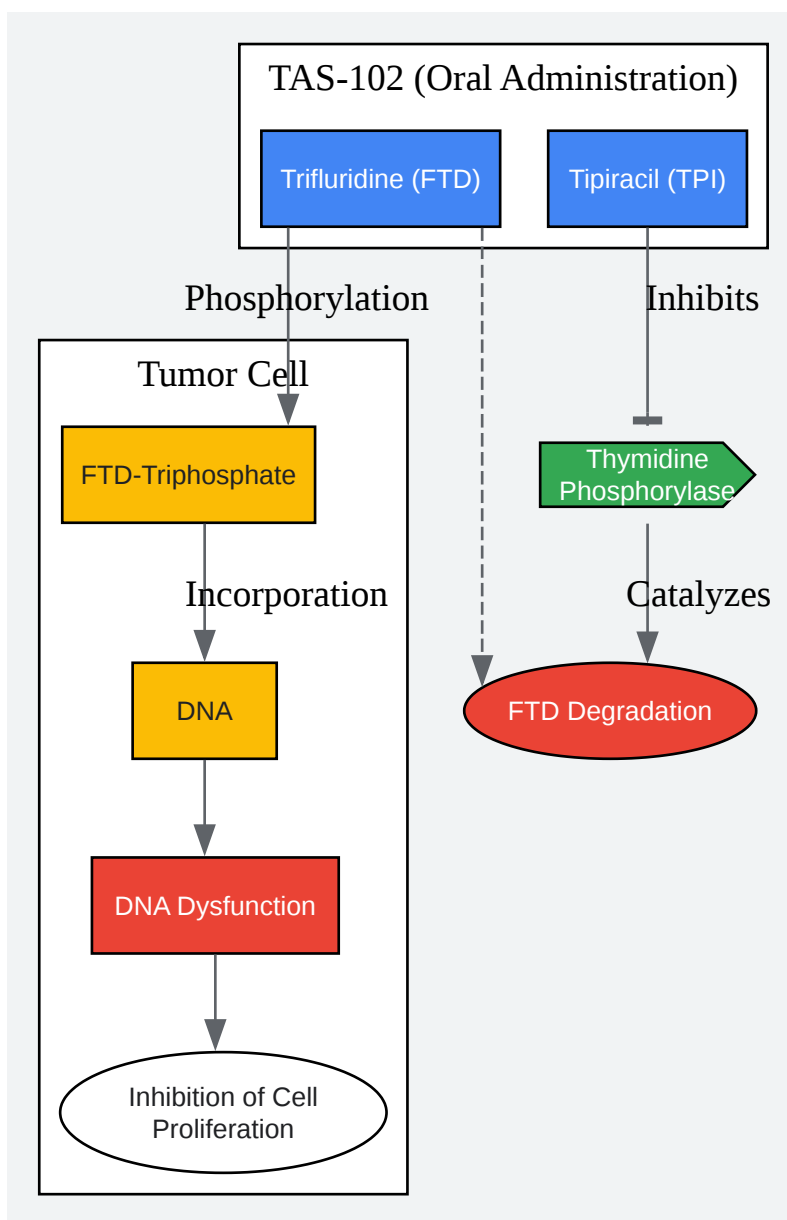 TAS-102 (Oral Administration)
Trifluridine (FTD)
Tipiracil (TPI)
Phosphorylation
Inhibits
Tumor Cell
FTD-Triphosphate
Thymidine
Phosphorylase
Incorporation
Catalyzes
DNA
FTD Degradation
DNA Dysfunction
Inhibition of Cell
Proliferation